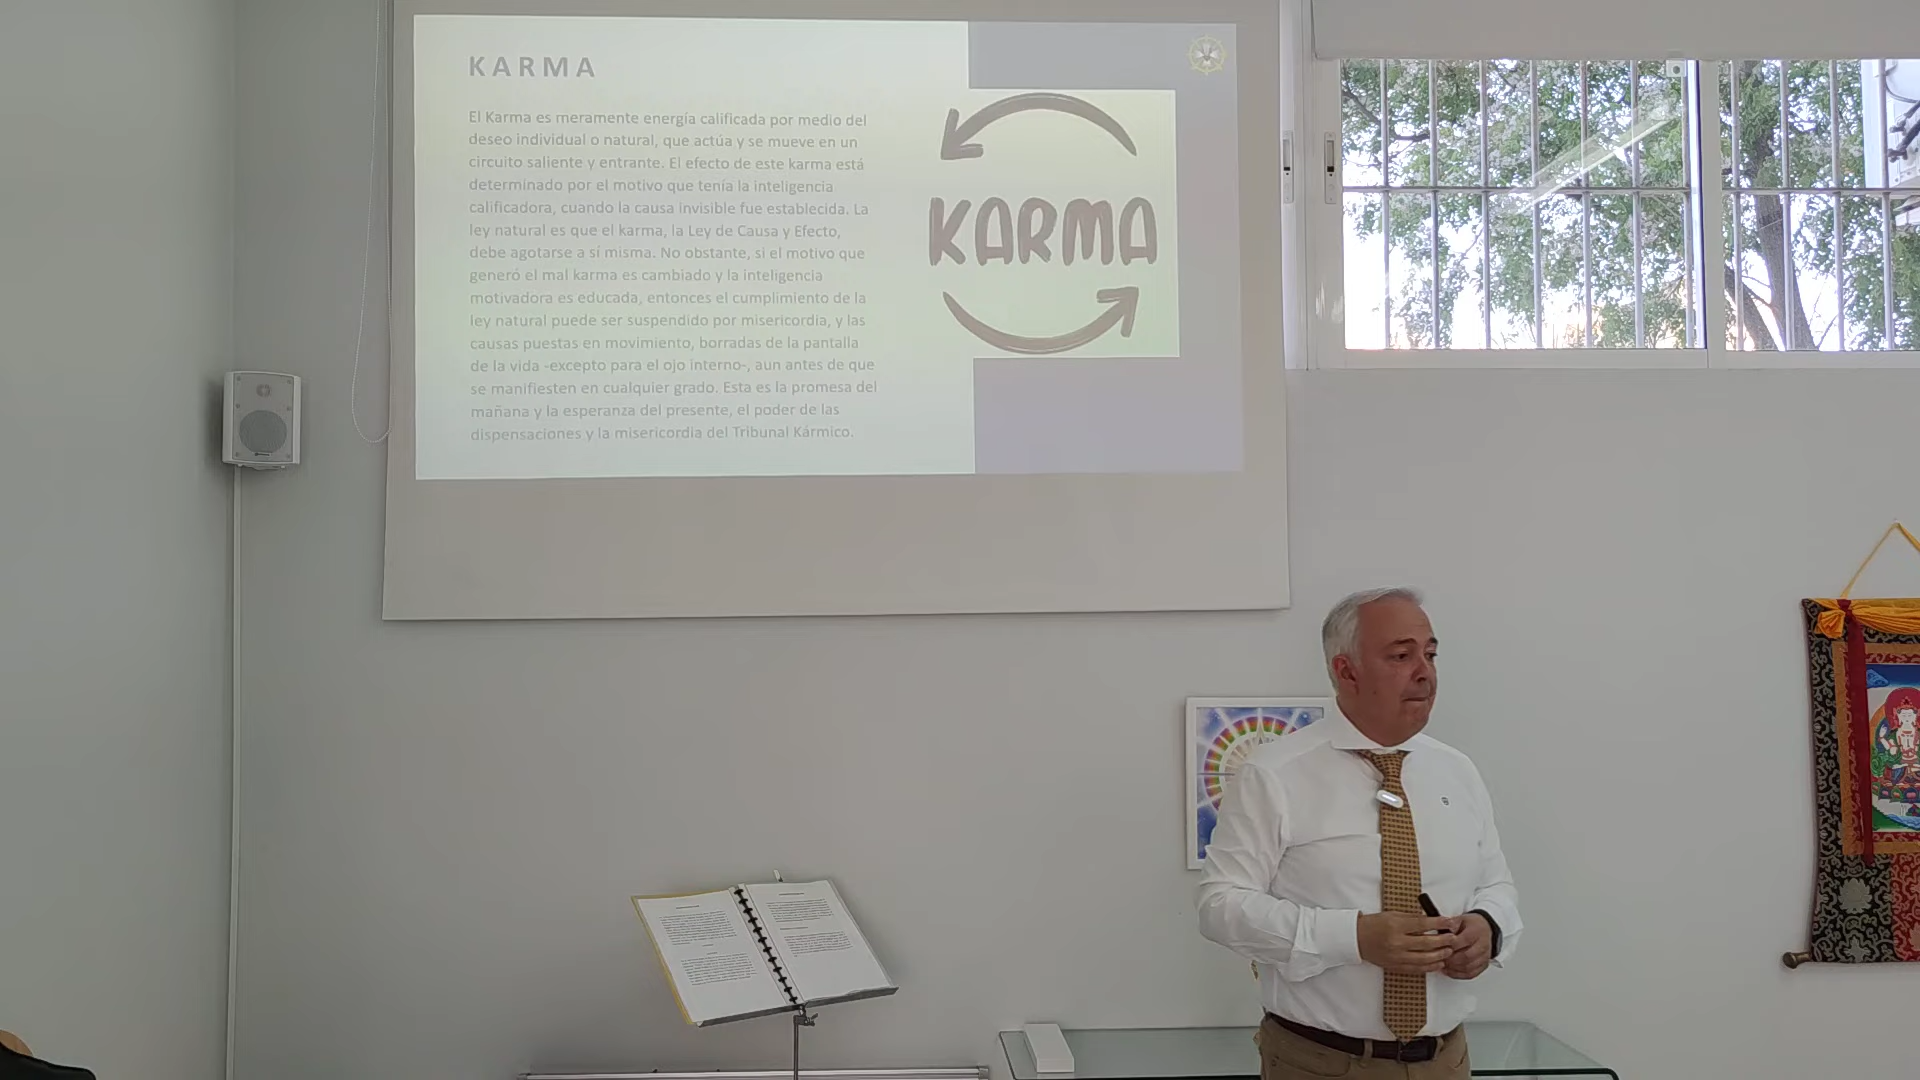 KARMA
El Karma es meramente energía calificada por medio del
deseo individual o natural, que actúa y se mueve en un
circuito saliente y entrante. El efecto de este karma está
determinado por el motivo que tenía la inteligencia
calificadora, cuando la causa invisible fue establecida. La
ley natural es que el karma, la Ley de Causa y Efecto,
debe agotarse a sí misma. No obstante, si el motivo que
generó el mal karma es cambiado y la inteligencia
motivadora es educada, entonces el cumplimiento de la
ley natural puede ser suspendido por misericordia, y las
causas puestas en movimiento, borradas de la pantalla
de la vida -excepto para el ojo interno-, aun antes de que
se manifiesten en cualquier grado. Esta es la promesa del
mañana y la esperanza del presente, el poder de las
dispensaciones y la misericordia del Tribunal Kármico.
KARMA